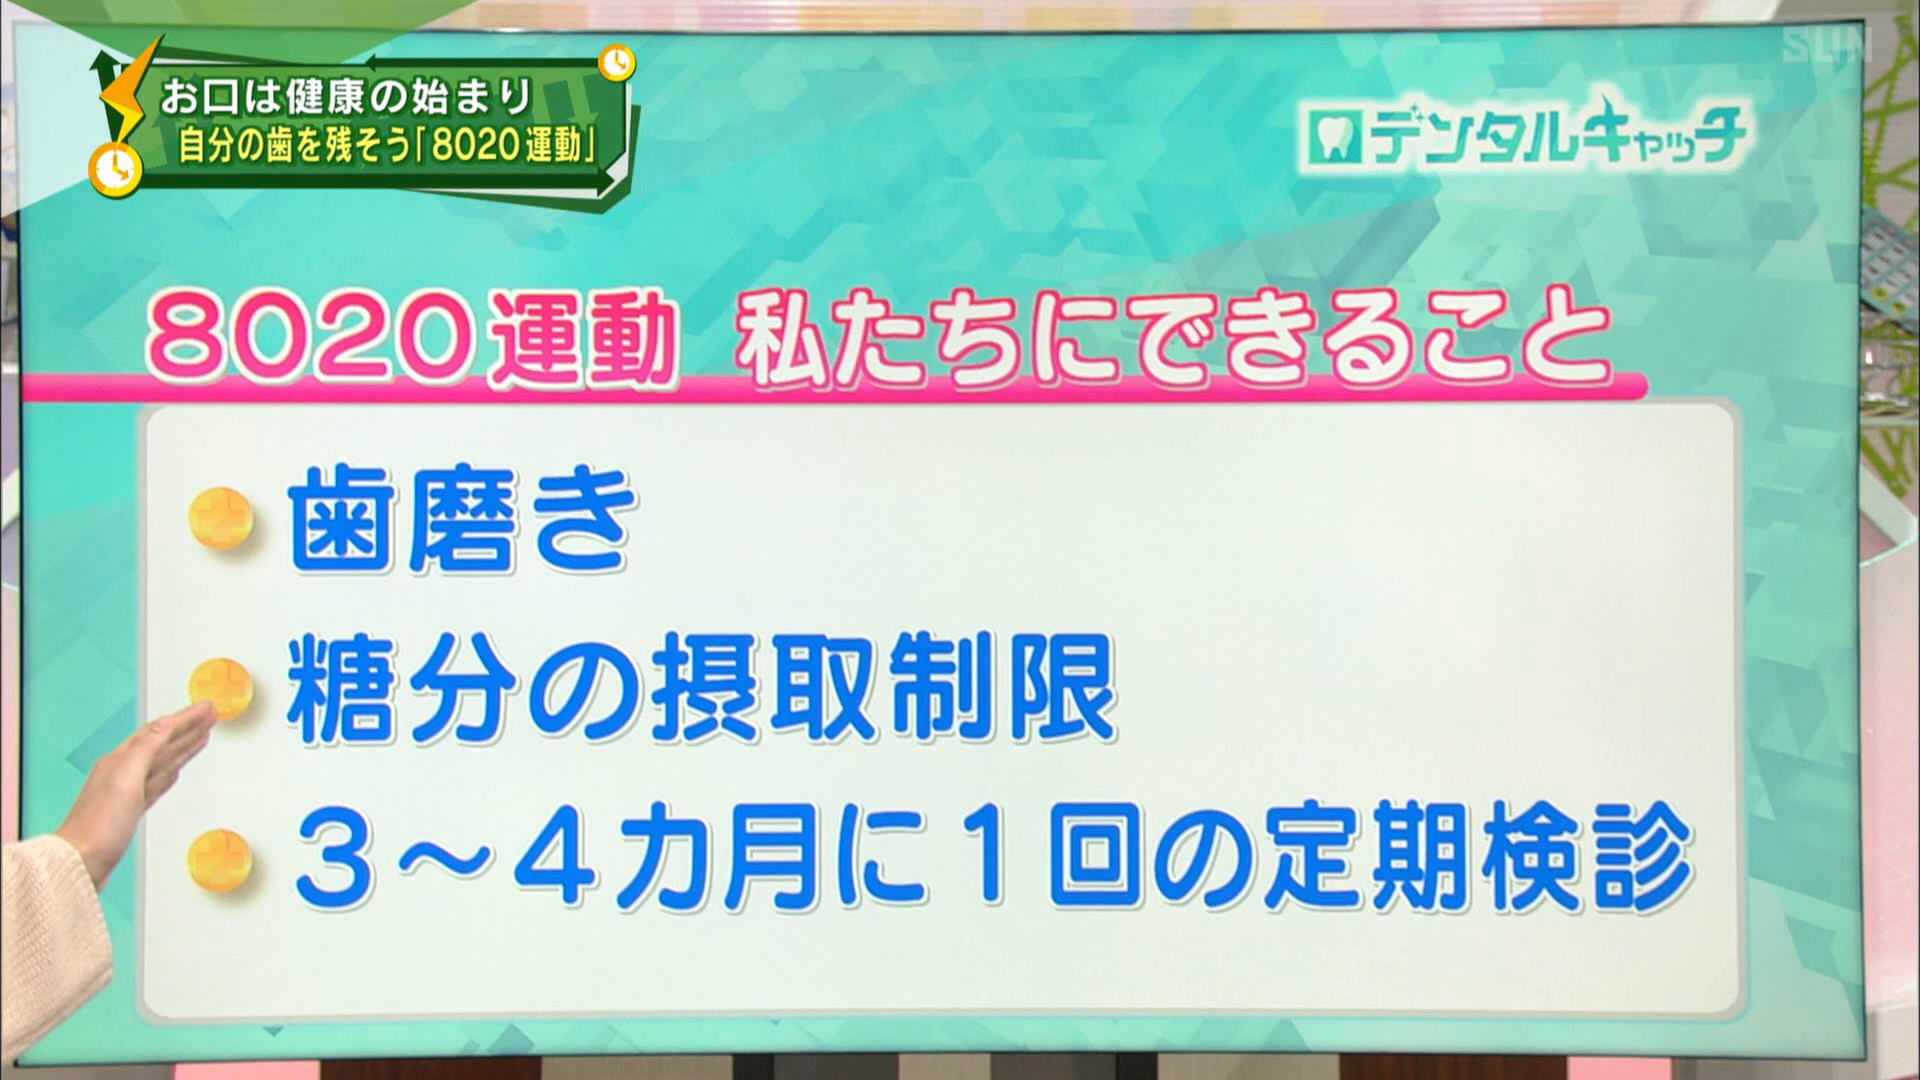 お口は健康の始まり
自分の歯を残そう「8020運動」
SUN
デンタルキャッチ
8020運動 私たちにできること
歯磨き
糖分の摂取制限
3～4カ月に1回の定期検診